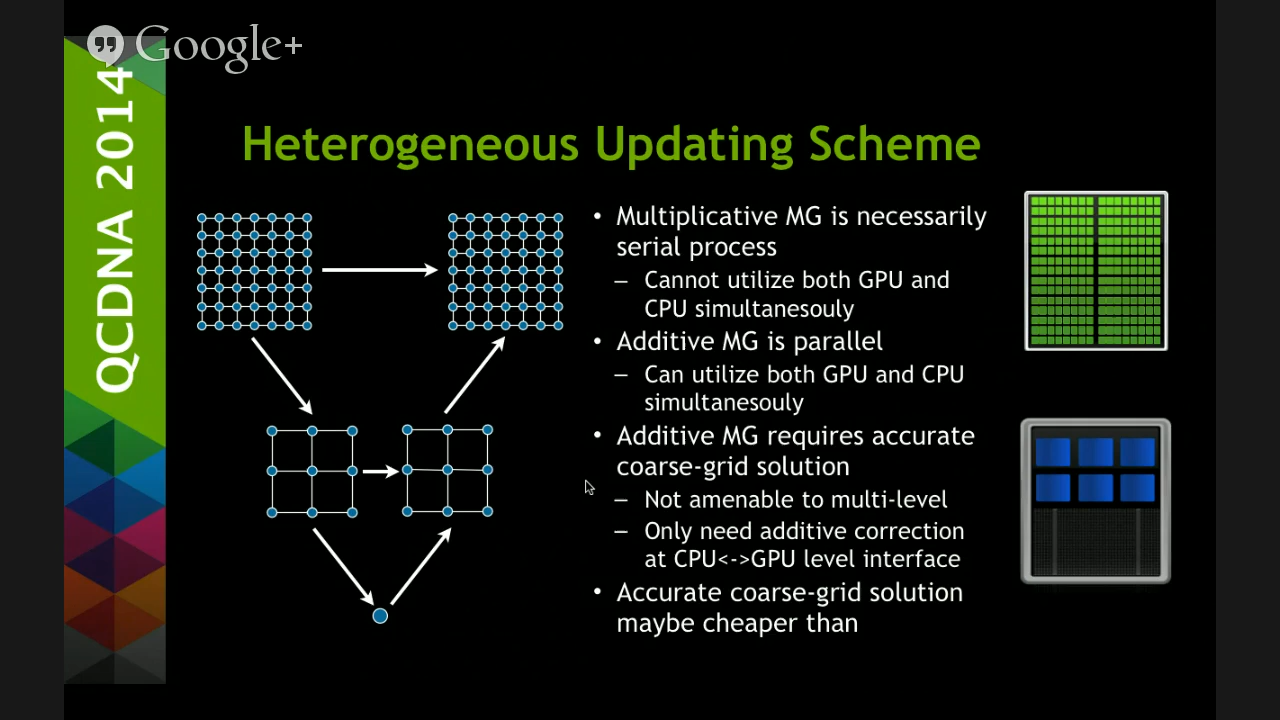 Google+
QCDNA 2014
Heterogeneous Updating Scheme
• Multiplicative MG is necessarily
serial process
– Cannot utilize both GPU and
CPU simultanesouly
• Additive MG is parallel
– Can utilize both GPU and CPU
simultanesouly
• Additive MG requires accurate
coarse-grid solution
– Not amenable to multi-level
– Only need additive correction
at CPU<->GPU level interface
• Accurate coarse-grid solution
maybe cheaper than